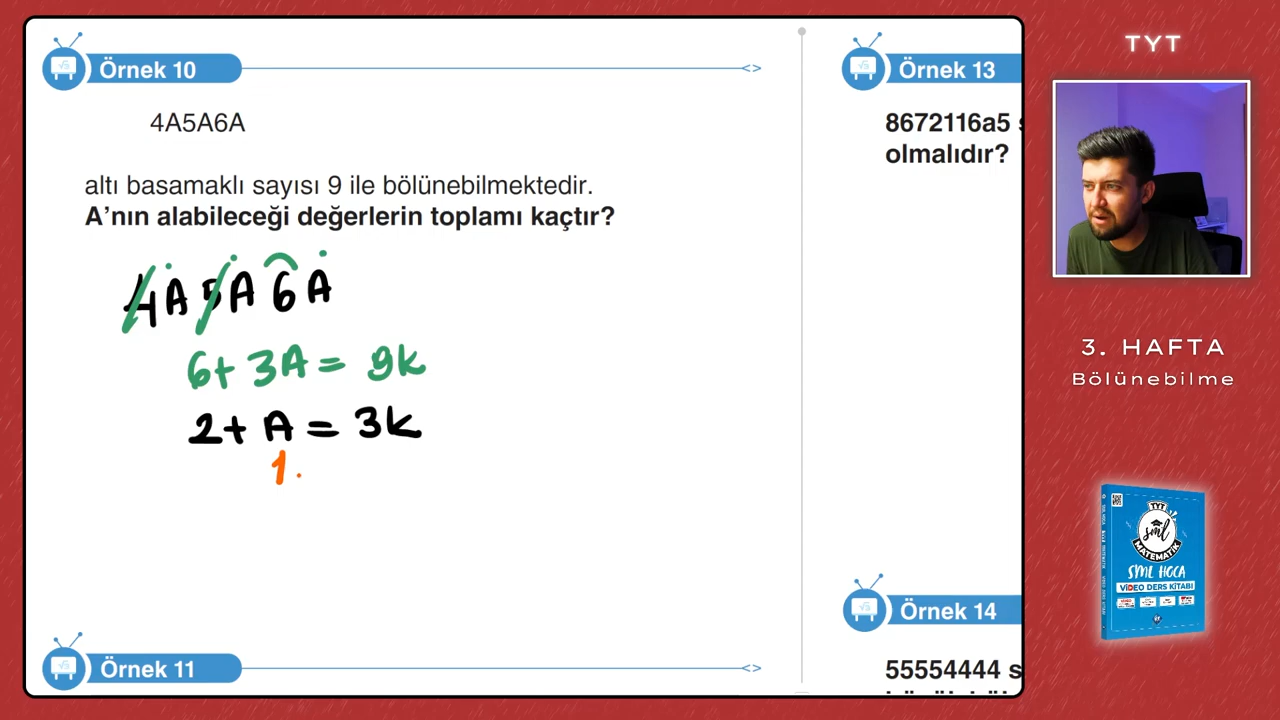 Örnek 10
4A5A6A
altı basamaklı sayısı 9 ile bölünebilmektedir.
A'nın alabileceği değerlerin toplamı kaçtır?
4A5A6A
6+3A=9k
2+A=3k
1.
Örnek 11
Örnek 13
8672116a5 s
olmalıdır?
Örnek 14
55554444 s
TYT
3. HAFTA
Bölünebilme
TYT
sml
MATEMATİK
SML HOCA
VİDEO DERS KİTABI